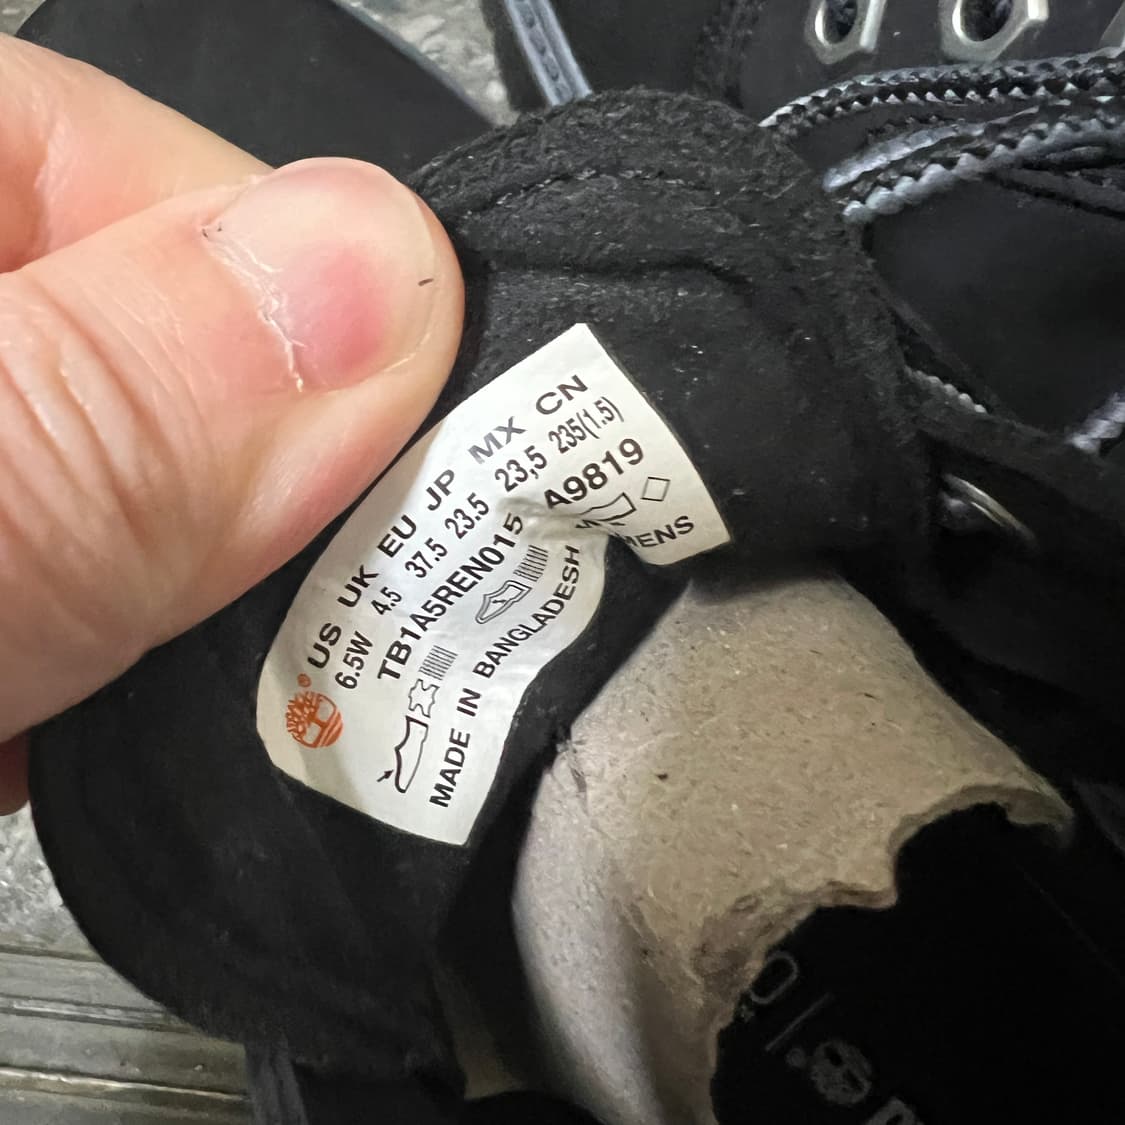 US UK EU JP MX CN
6.5W 4.5 37.5 23.5 23,5 235(1.5)
TB1A5REN015 A9819
MADE IN BANGLADESH